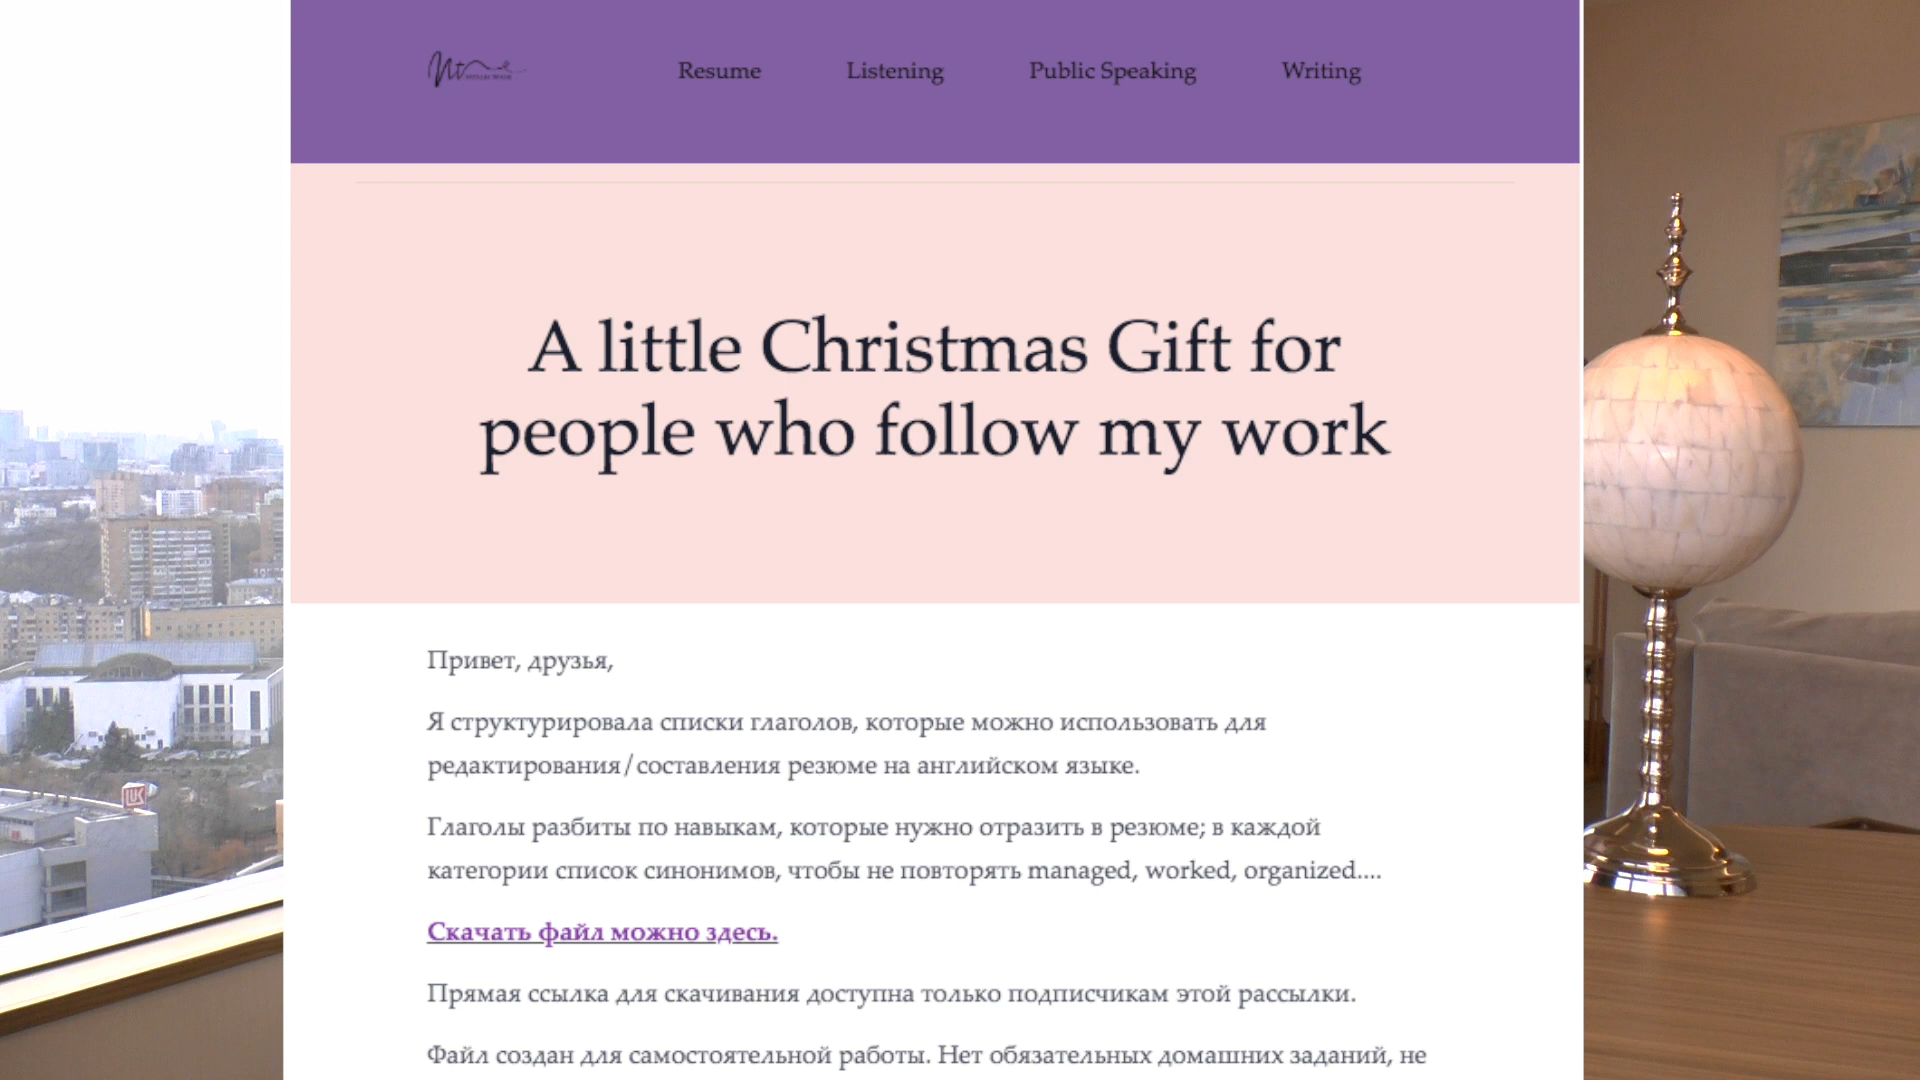 Resume
Listening
Public Speaking
Writing
A little Christmas Gift for
people who follow my work
Привет, друзья,
Я структурировала списки глаголов, которые можно использовать для
редактирования/составления резюме на английском языке.
Глаголы разбиты по навыкам, которые нужно отразить в резюме; в каждой
категории список синонимов, чтобы не повторять managed, worked, organized....
Скачать файл можно здесь.
Прямая ссылка для скачивания доступна только подписчикам этой рассылки.
Файл создан для самостоятельной работы. Нет обязательных домашних заданий, не